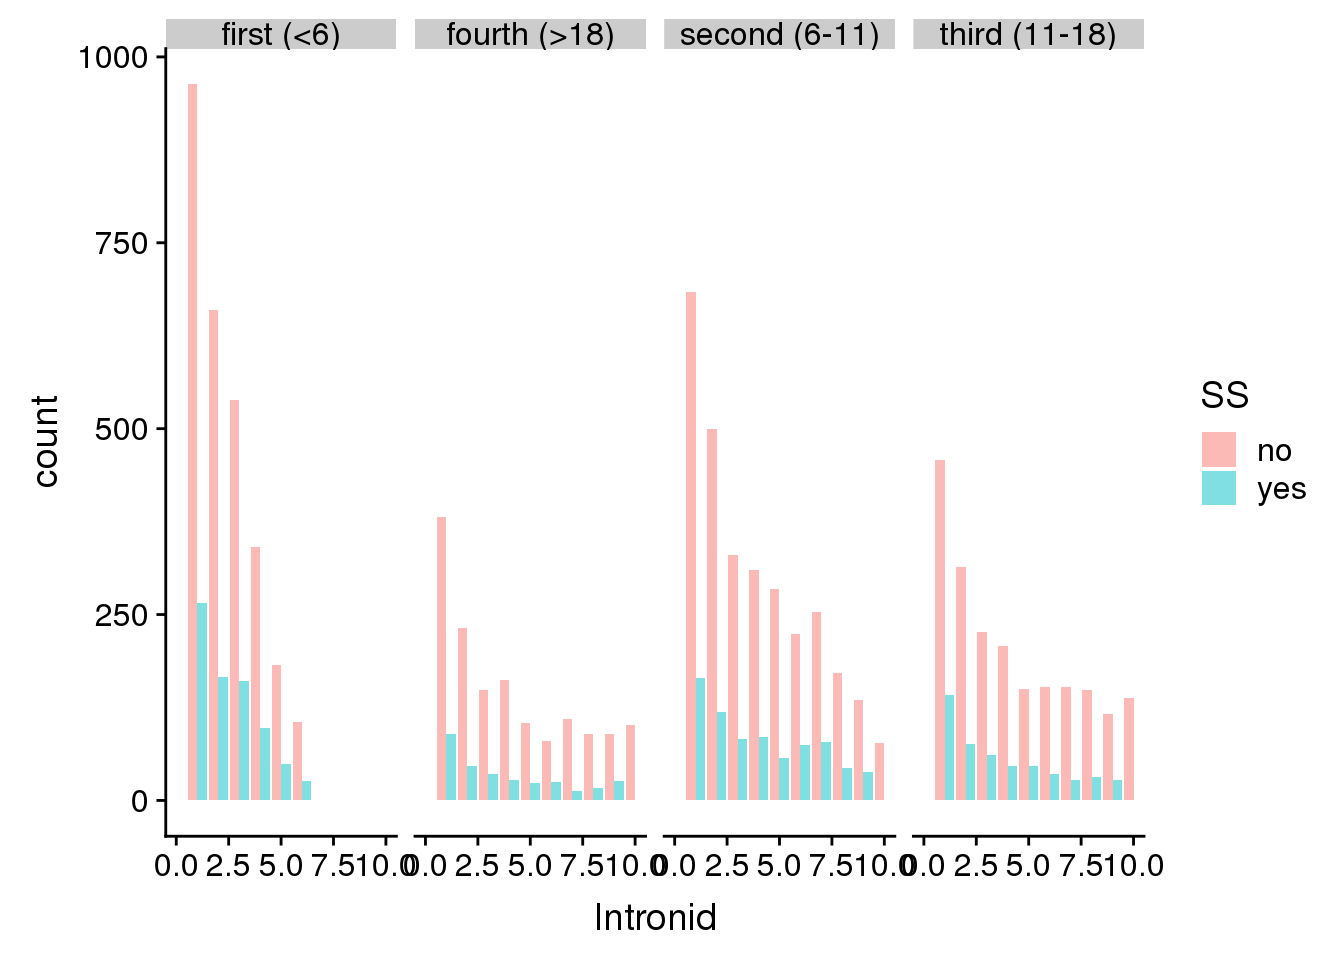 first (<6)
fourth (>18)
second (6-11)
third (11-18)
1000
750
500
250
0
count
0.0 2.5 5.0 7.5 10.0
0.0 2.5 5.0 7.5 10.0
0.0 2.5 5.0 7.5 10.0
0.0 2.5 5.0 7.5 10.0
Intronid
SS
no
yes